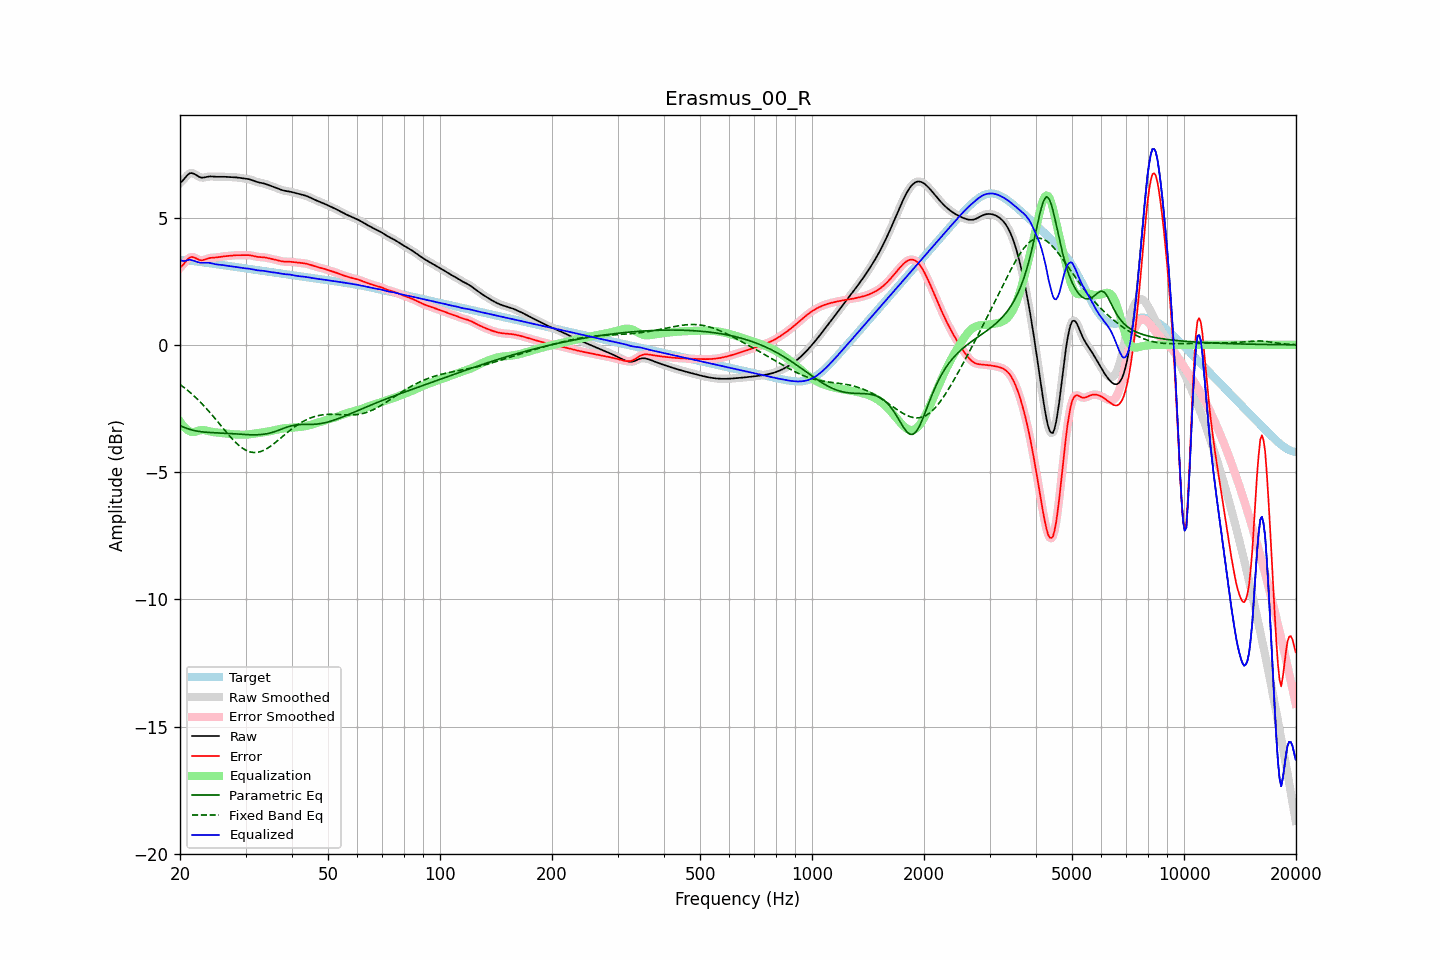 Erasmus_00_R
Amplitude (dBr)
5
0
−5
−10
−15
−20
Target
Raw Smoothed
Error Smoothed
Raw
Error
Equalization
Parametric Eq
Fixed Band Eq
Equalized
20 50 100 200 500 1000 2000 5000 10000 20000
Frequency (Hz)